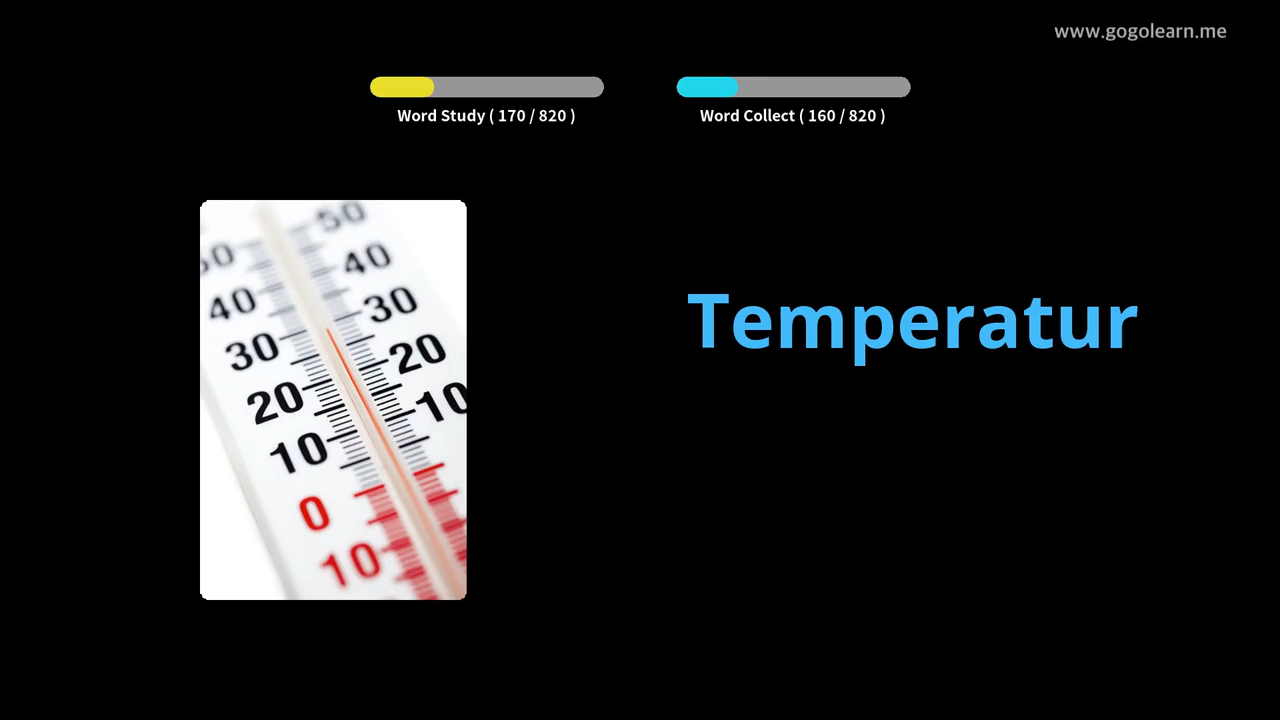 www.gogolearn.me
Word Study ( 170 / 820 )
Word Collect ( 160 / 820 )
50
40 40
30 30
20 20
10 10
0
10
Temperatur